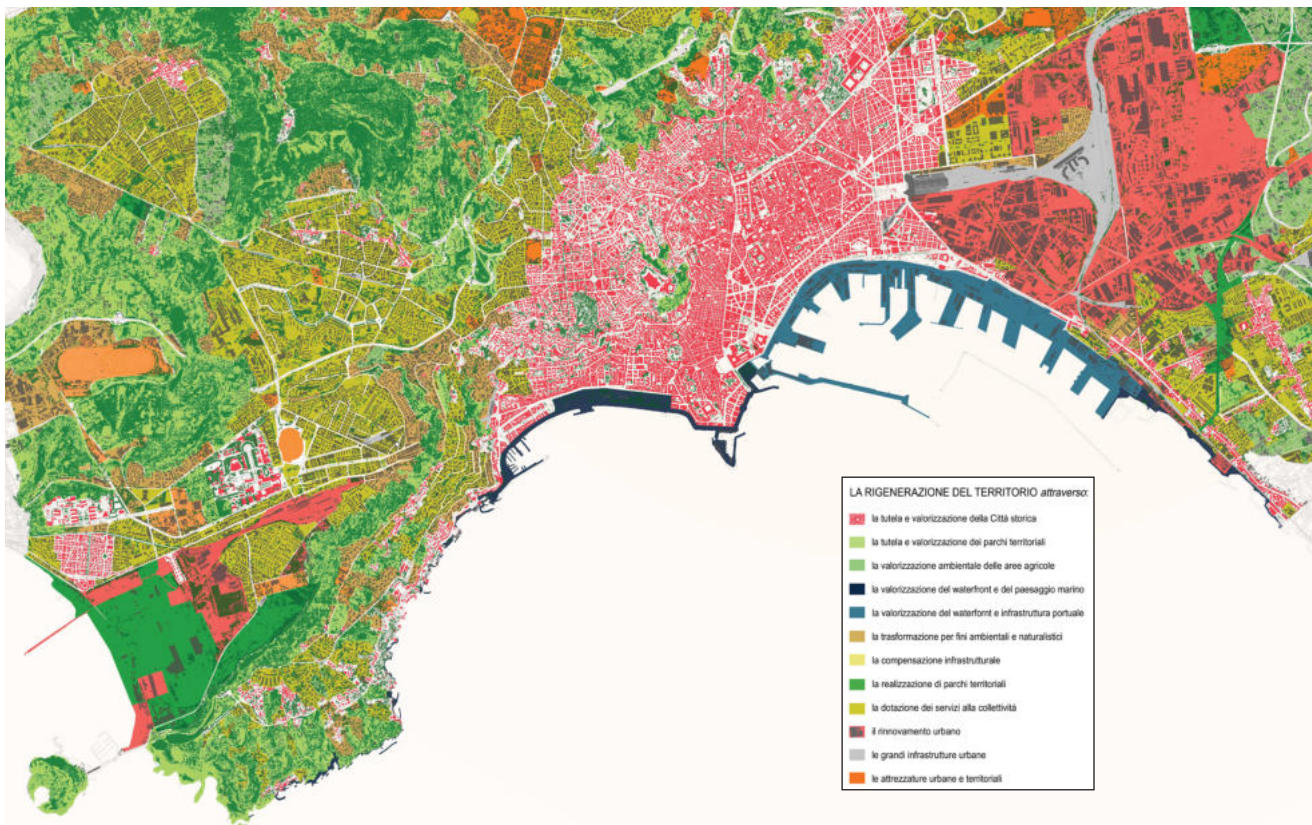 LA RIGENERAZIONE DEL TERRITORIO attraverso:
la tutela e valorizzazione della Città storica
la tutela e valorizzazione dei parchi territoriali
la valorizzazione ambientale delle aree agricole
la valorizzazione del waterfront e del paesaggio marino
la valorizzazione del waterfornt e infrastruttura portuale
la trasformazione per fini ambientali e naturalistici
la compensazione infrastrutturale
la realizzazione di parchi territoriali
la dotazione dei servizi alla collettività
il rinnovamento urbano
le grandi infrastrutture urbane
le attrezzature urbane e territoriali